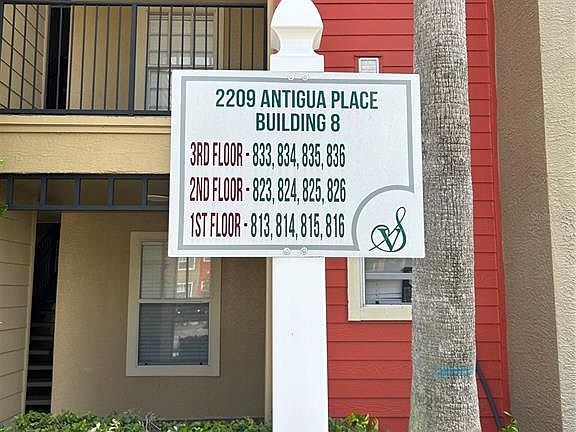 2209 ANTIGUA PLACE
BUILDING 8
3RD FLOOR - 833, 834, 835, 836
2ND FLOOR - 823, 824, 825, 826
1ST FLOOR - 813, 814, 815, 816
VS